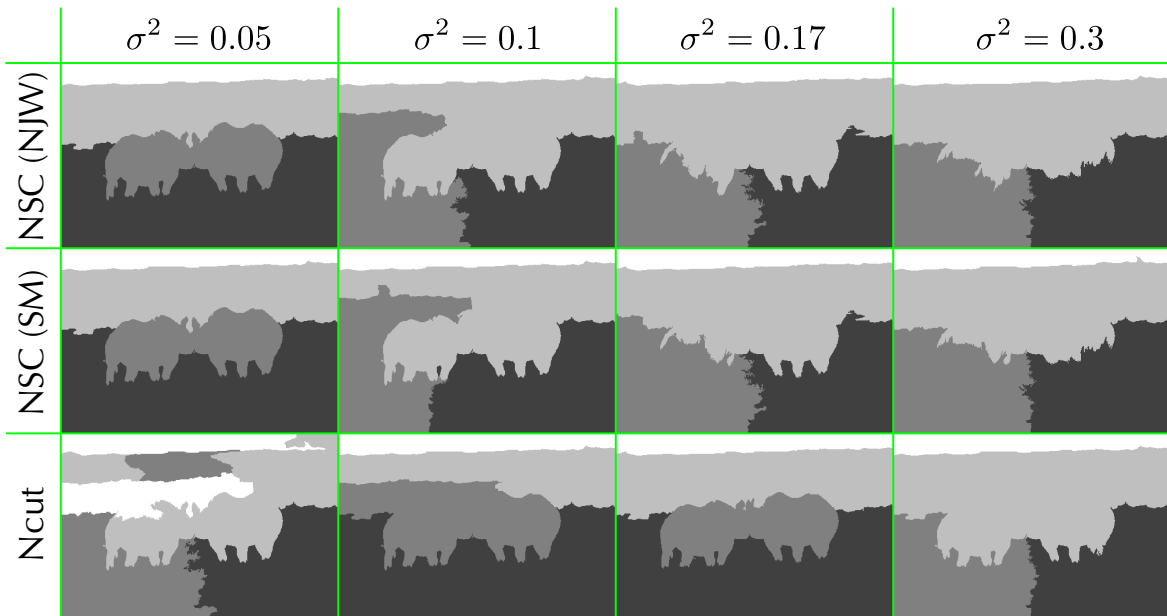 σ² = 0.05 σ² = 0.1 σ² = 0.17 σ² = 0.3
NSC (NJW)
NSC (SM)
Ncut